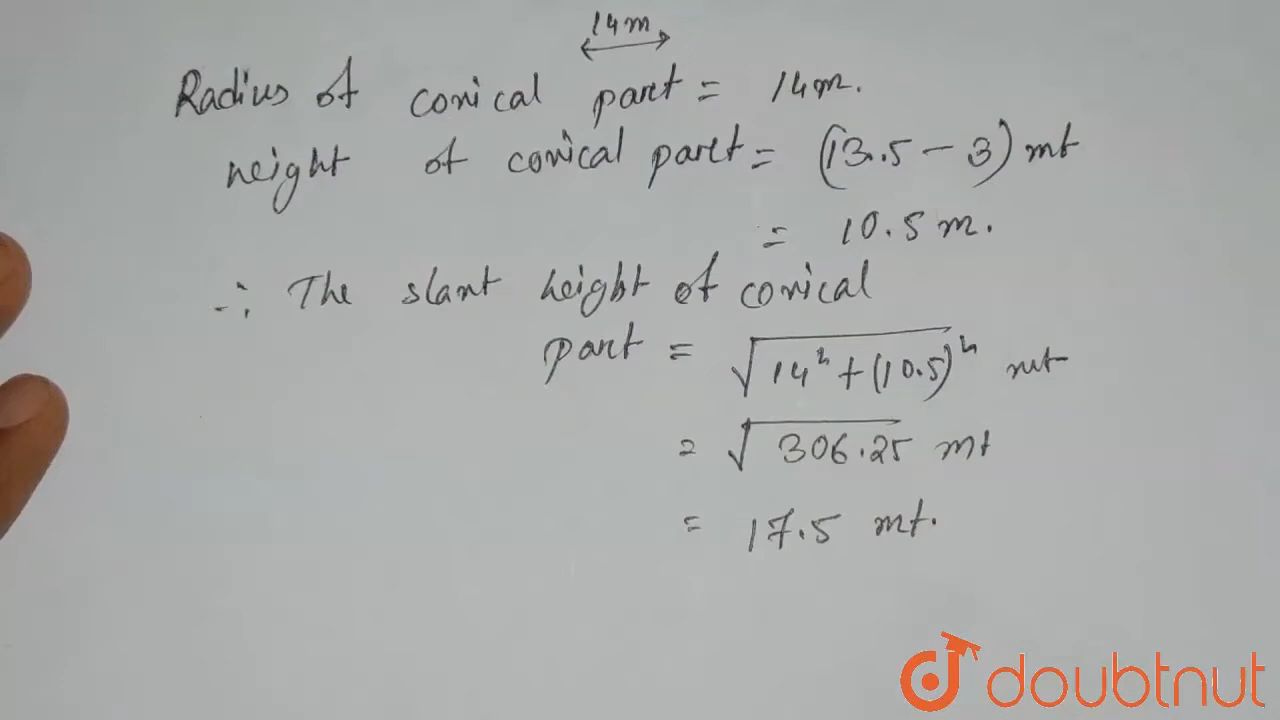 14m
Radius of conical part = 14m.
height of conical part = (13.5 - 3) mt
= 10.5 m.
∴ The slant height of conical
part = √14² + (10.5)² mt
= √306.25 mt
= 17.5 mt.
doubtnut